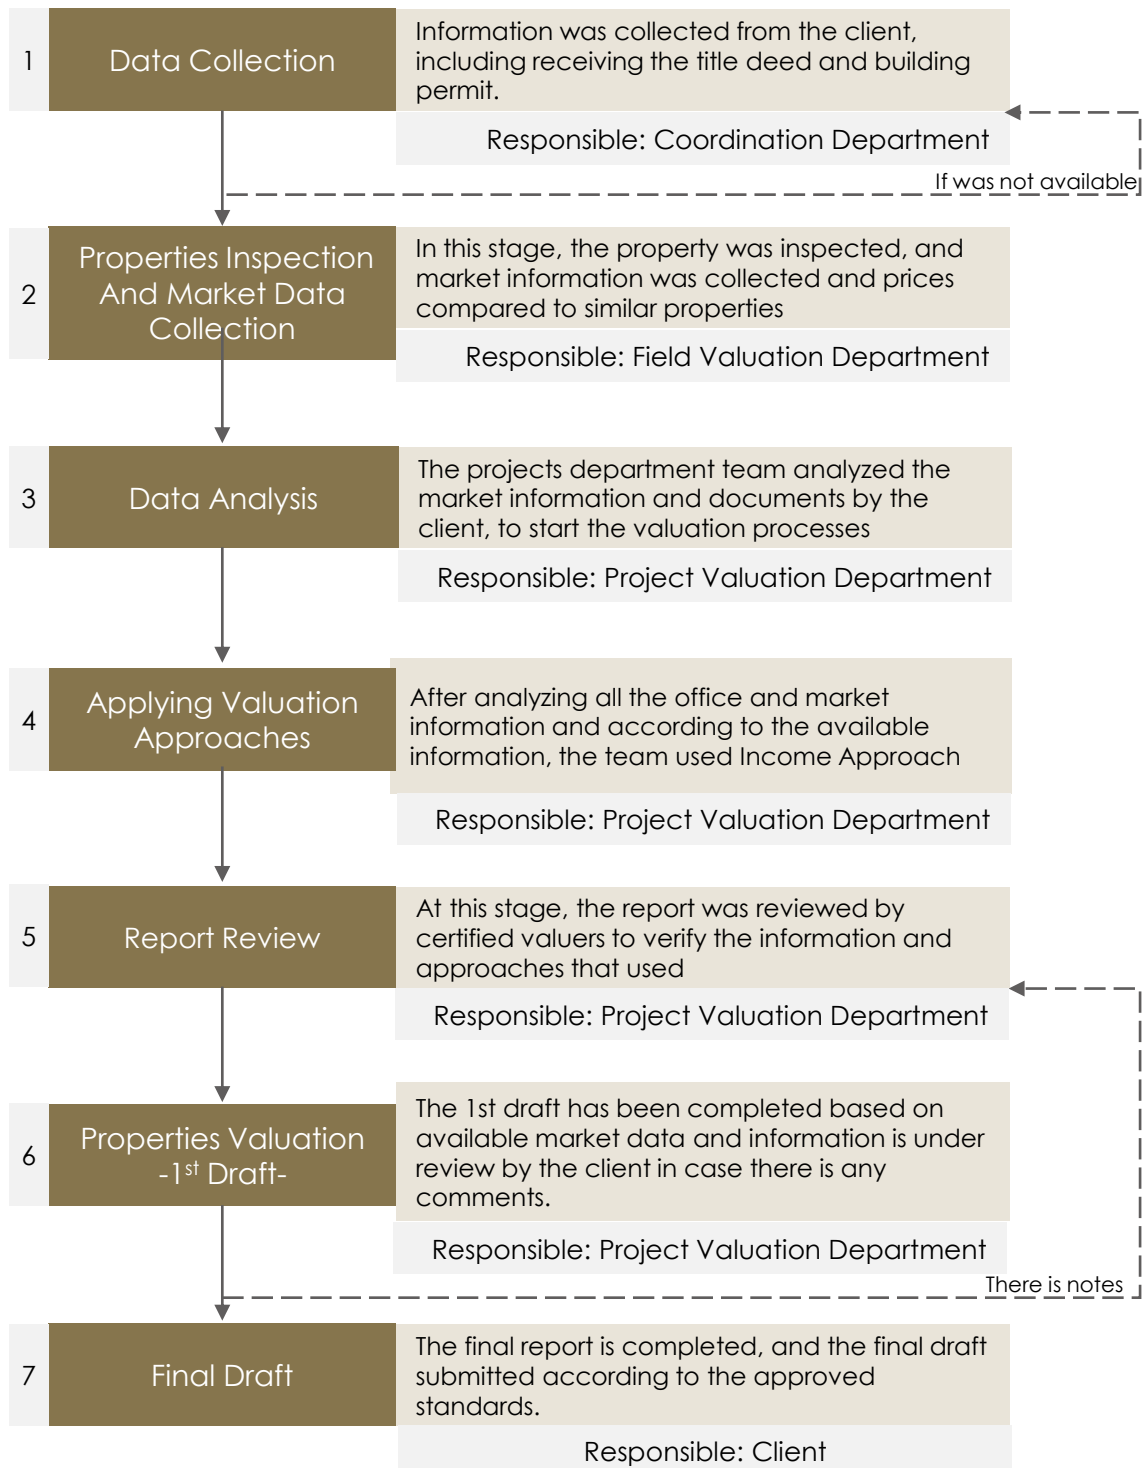 1
Data Collection
Information was collected from the client,
including receiving the title deed and building
permit.
Responsible: Coordination Department
If was not available
2
Properties Inspection
And Market Data
Collection
In this stage, the property was inspected, and
market information was collected and prices
compared to similar properties
Responsible: Field Valuation Department
3
Data Analysis
The projects department team analyzed the
market information and documents by the
client, to start the valuation processes
Responsible: Project Valuation Department
4
Applying Valuation
Approaches
After analyzing all the office and market
information and according to the available
information, the team used Income Approach
Responsible: Project Valuation Department
5
Report Review
At this stage, the report was reviewed by
certified valuers to verify the information and
approaches that used
Responsible: Project Valuation Department
6
Properties Valuation
-1st Draft-
The 1st draft has been completed based on
available market data and information is under
review by the client in case there is any
comments.
Responsible: Project Valuation Department
There is notes
7
Final Draft
The final report is completed, and the final draft
submitted according to the approved
standards.
Responsible: Client